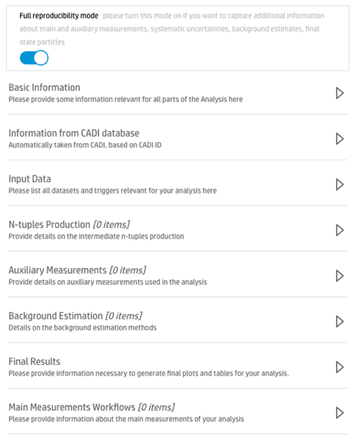 Full reproducibility mode please turn this mode on if you want to capture additional information
about main and auxiliary measurements, systematic uncertainties, background estimates, final
state particles
Basic Information
Please provide some information relevant for all parts of the Analysis here
Information from CADI database
Automatically taken from CADI, based on CADI ID
Input Data
Please list all datasets and triggers relevant for your analysis here
N-tuples Production [0 items]
Provide details on the intermediate n-tuples production
Auxiliary Measurements [0 items]
Provide details on auxiliary measurements used in the analysis
Background Estimation [0 items]
Details on the background estimation methods
Final Results
Please provide information necessary to generate final plots and tables for your analysis.
Main Measurements Workflows [0 items]
Please provide information about the main measurements of your analysis